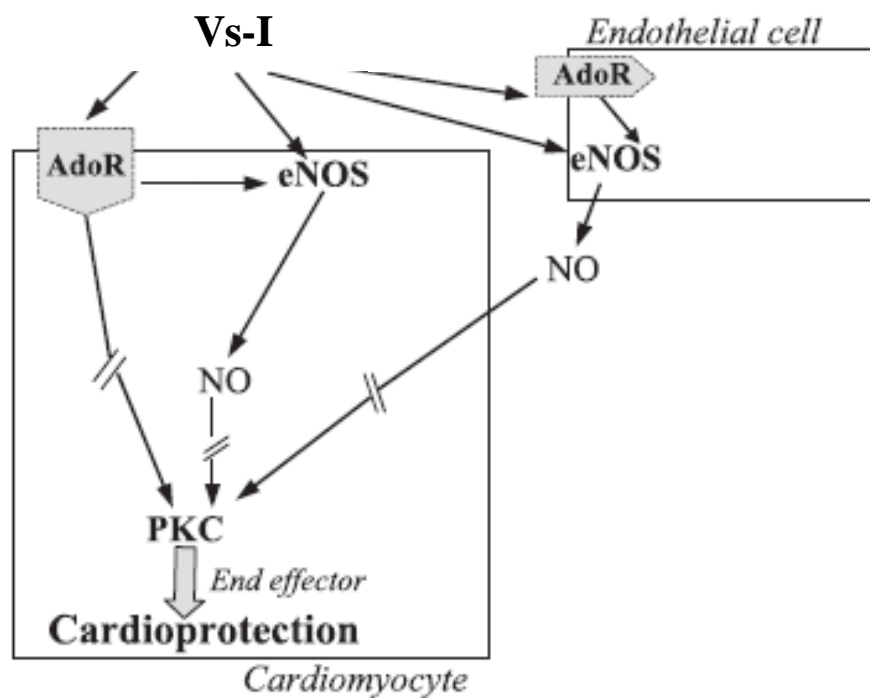 Vs-I
Endothelial cell
AdoR
AdoR
eNOS
eNOS
NO
NO
PKC
End effector
Cardioprotection
Cardiomyocyte